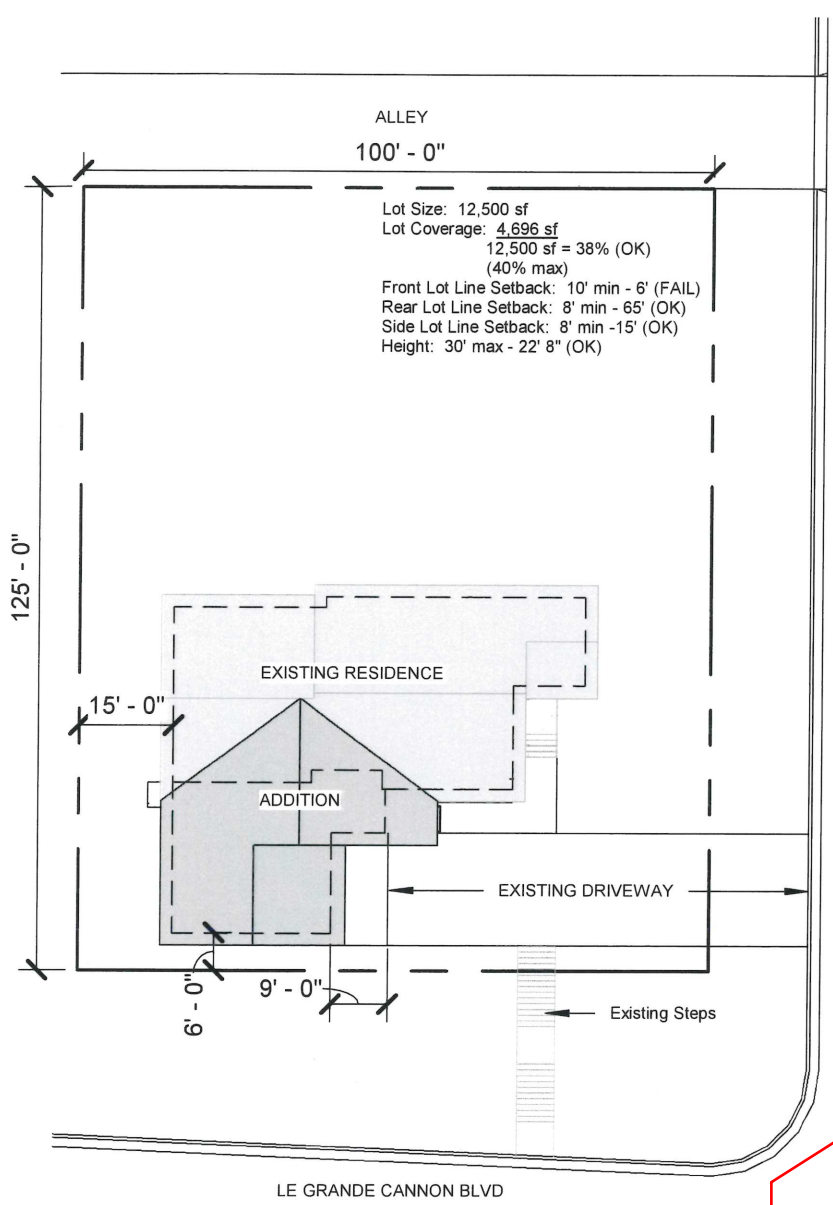 ALLEY
100' - 0"
Lot Size: 12,500 sf
Lot Coverage: 4,696 sf
12,500 sf = 38% (OK)
(40% max)
Front Lot Line Setback: 10' min - 6' (FAIL)
Rear Lot Line Setback: 8' min - 65' (OK)
Side Lot Line Setback: 8' min -15' (OK)
Height: 30' max - 22' 8" (OK)
125' - 0"
EXISTING RESIDENCE
15' - 0"
ADDITION
EXISTING DRIVEWAY
6' - 0"
9' - 0"
Existing Steps
LE GRANDE CANNON BLVD